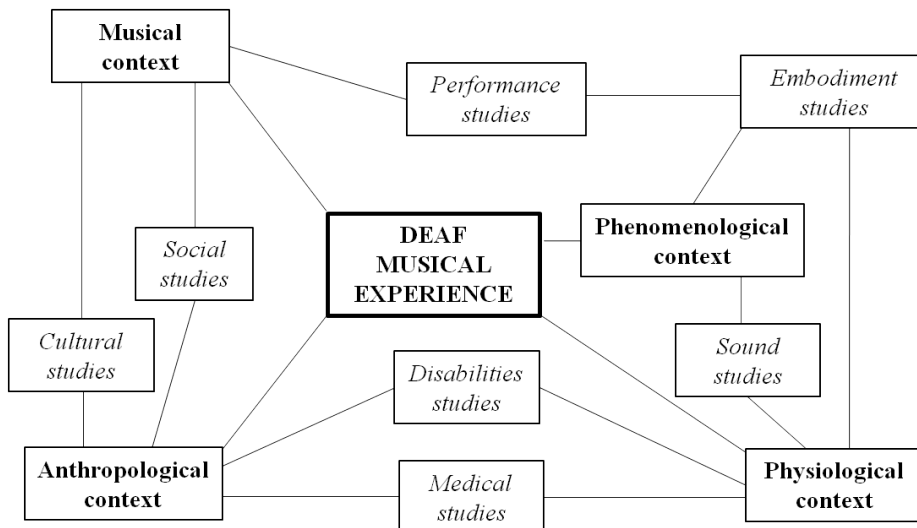 Musical
context
Performance
studies
Embodiment
studies
Social
studies
DEAF
MUSICAL
EXPERIENCE
Phenomenological
context
Cultural
studies
Disabilities
studies
Sound
studies
Anthropological
context
Medical
studies
Physiological
context